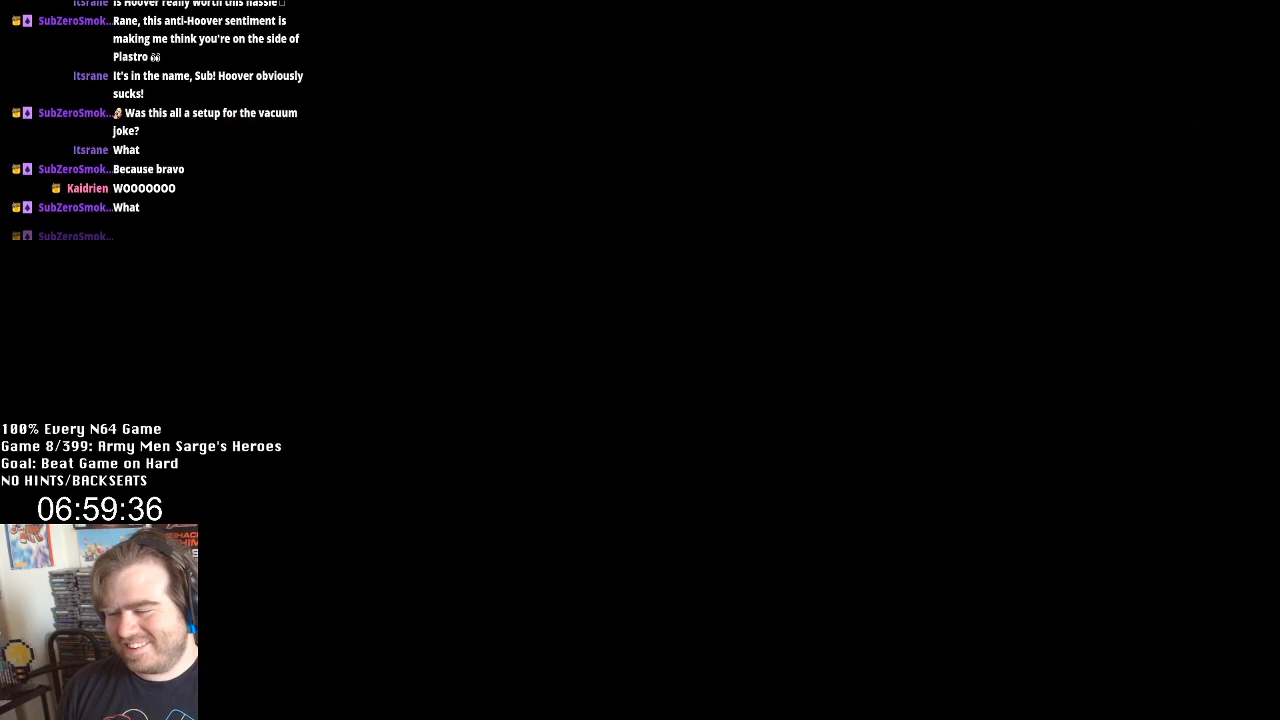 Itsrane Is Hoover really worth this hassle
SubZeroSmok... Rane, this anti-Hoover sentiment is
making me think you're on the side of
Plastro 👀
Itsrane It's in the name, Sub! Hoover obviously
sucks!
SubZeroSmok... Was this all a setup for the vacuum
joke?
Itsrane What
SubZeroSmok... Because bravo
Kaidrien WOOOOOOO
SubZeroSmok... What
SubZeroSmok...
100% Every N64 Game
Game 8/399: Army Men Sarge's Heroes
Goal: Beat Game on Hard
NO HINTS/BACKSEATS
06:59:36